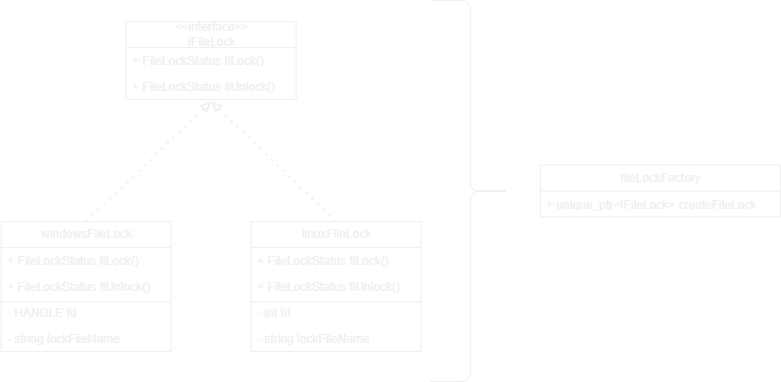 <<interface>>
IFileLock
+ FileLockStatus flLock()
+ FileLockStatus flUnlock()
fileLockFactory
+ unique_ptr<IFileLock> createFileLock
windowsFileLock
+ FileLockStatus flLock()
+ FileLockStatus flUnlock()
- HANDLE fd
- string lockFileName
linuxFileLock
+ FileLockStatus flLock()
+ FileLockStatus flUnlock()
- int fd
- string lockFileName